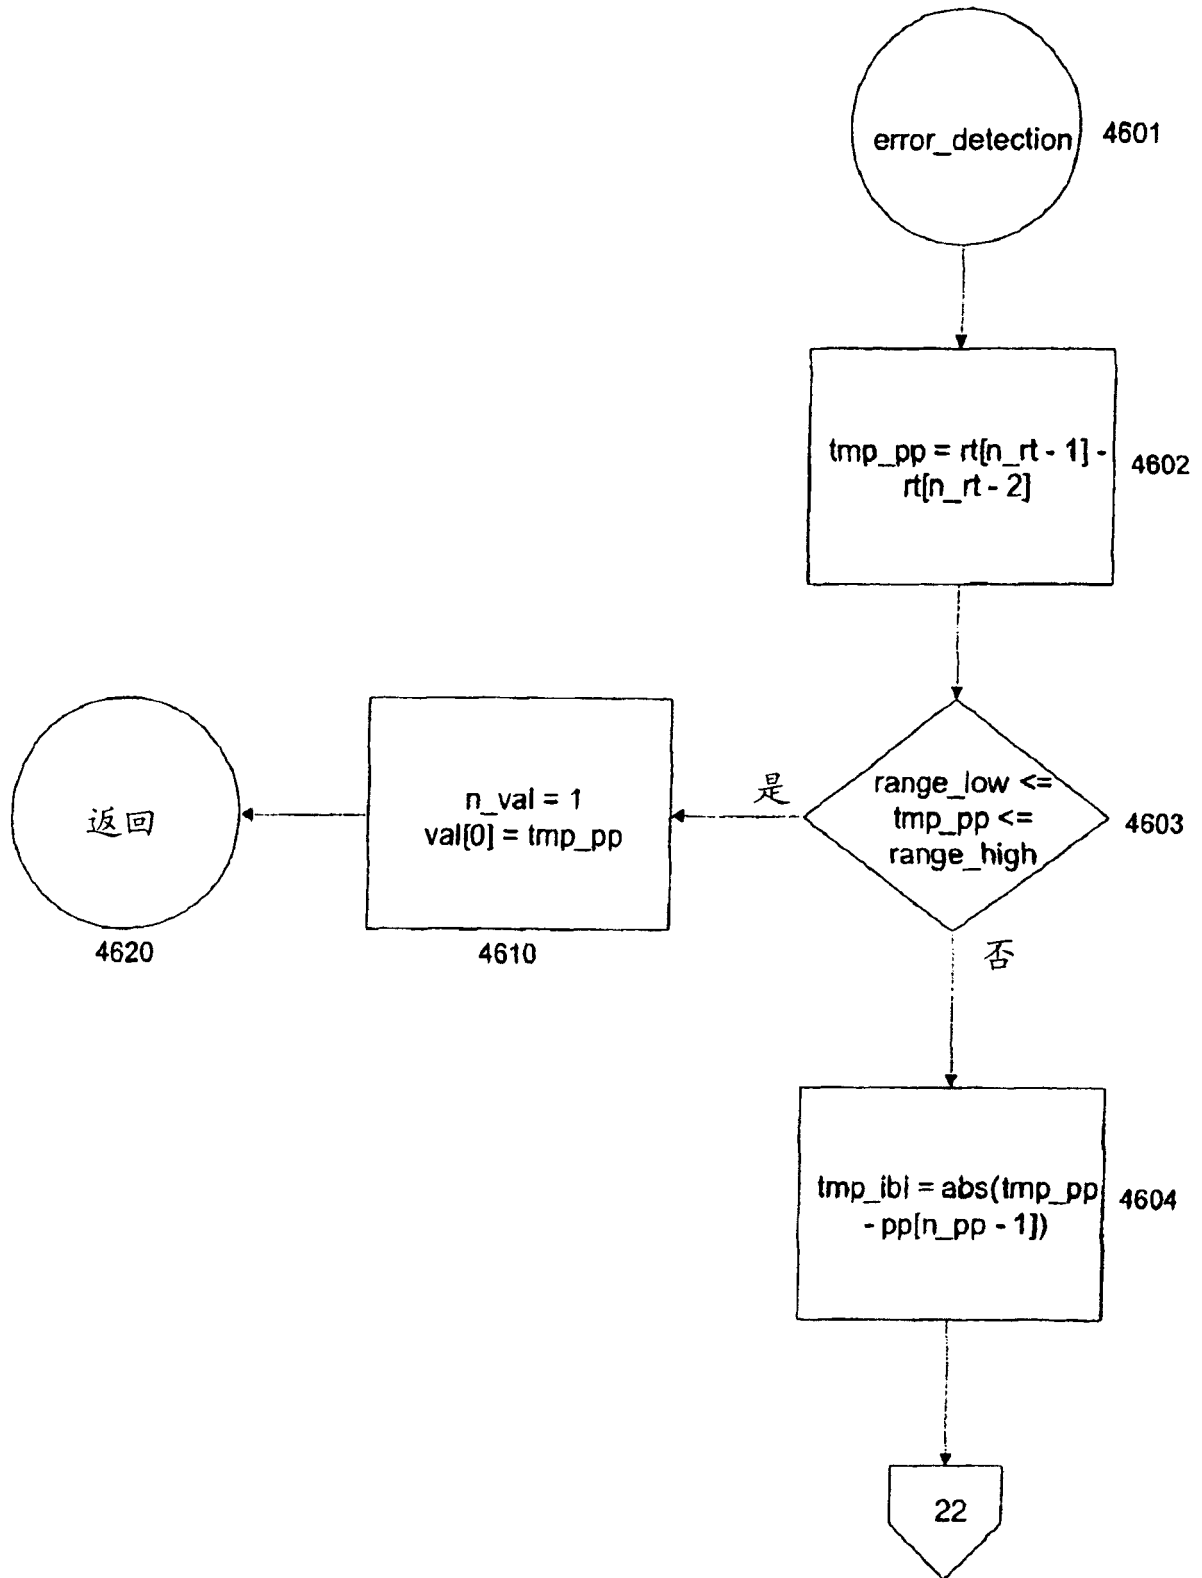 error_detection
4601
tmp_pp = rt[n_rt - 1] -
rt[n_rt - 2]
4602
range_low <=
tmp_pp <=
range_high
4603
是
n_val = 1
val[0] = tmp_pp
4610
返回
4620
否
tmp_ibi = abs(tmp_pp
- pp[n_pp - 1])
4604
22